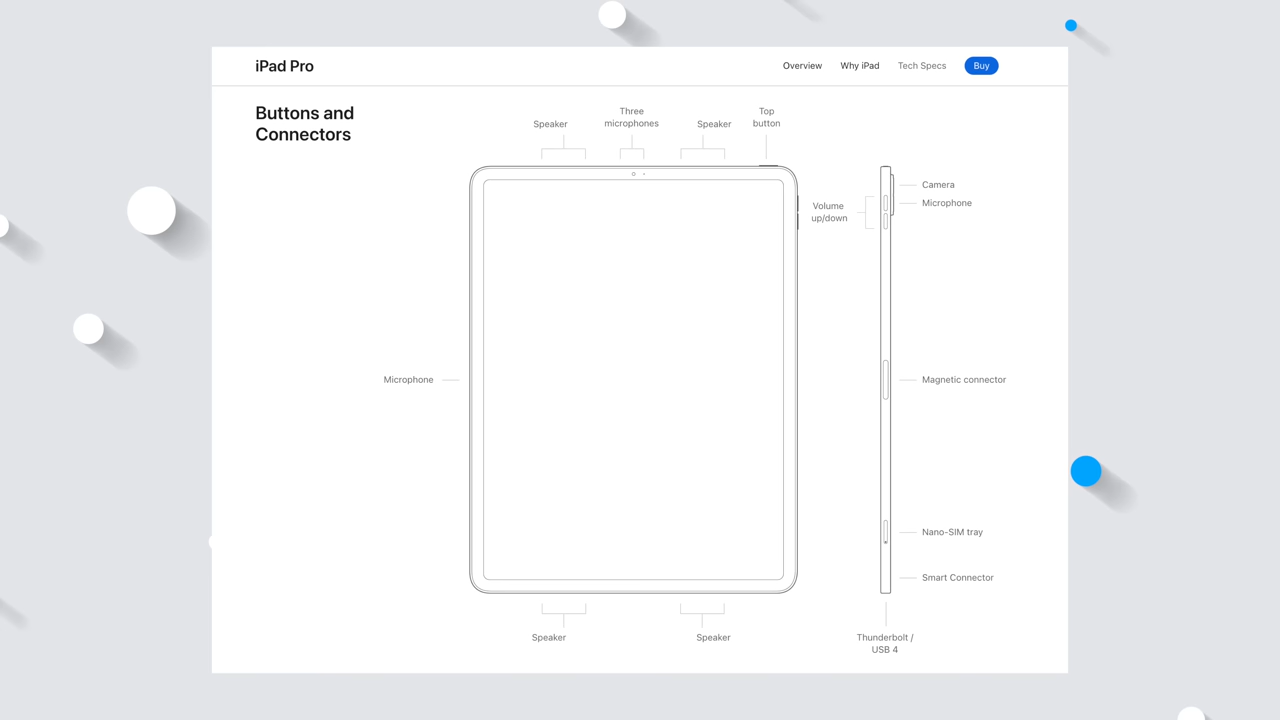 iPad Pro
Overview
Why iPad
Tech Specs
Buy
Buttons and
Connectors
Speaker
Three
microphones
Speaker
Top
button
Camera
Volume
up/down
Microphone
Microphone
Magnetic connector
Nano-SIM tray
Smart Connector
Speaker
Speaker
Thunderbolt /
USB 4